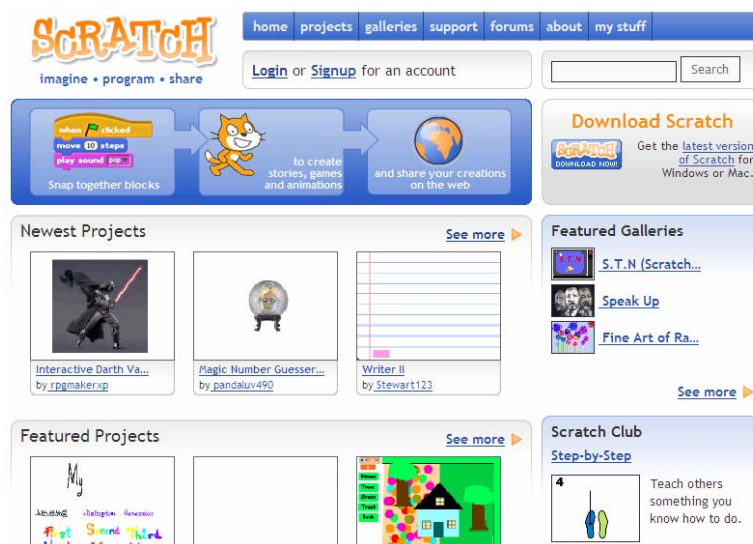 SCRATCH
imagine • program • share
home projects galleries support forums about my stuff
Login or Signup for an account
Search
when clicked
move 10 steps
play sound pop
Snap together blocks
to create
stories, games
and animations
and share your creations
on the web
Download Scratch
SCRATCH
DOWNLOAD NOW!
Get the latest version
of Scratch for
Windows or Mac.
Newest Projects
See more
Interactive Darth Va...
by rpgmakerxp
Magic Number Guesser...
by pandaluv490
Writer II
by Stewart123
Featured Galleries
S.T.N
S.T.N (Scratch...
Speak Up
Fine Art of Ra...
See more
Featured Projects
See more
My
First Second Third
Scratch Club
Step-by-Step
4
Teach others
something you
know how to do.